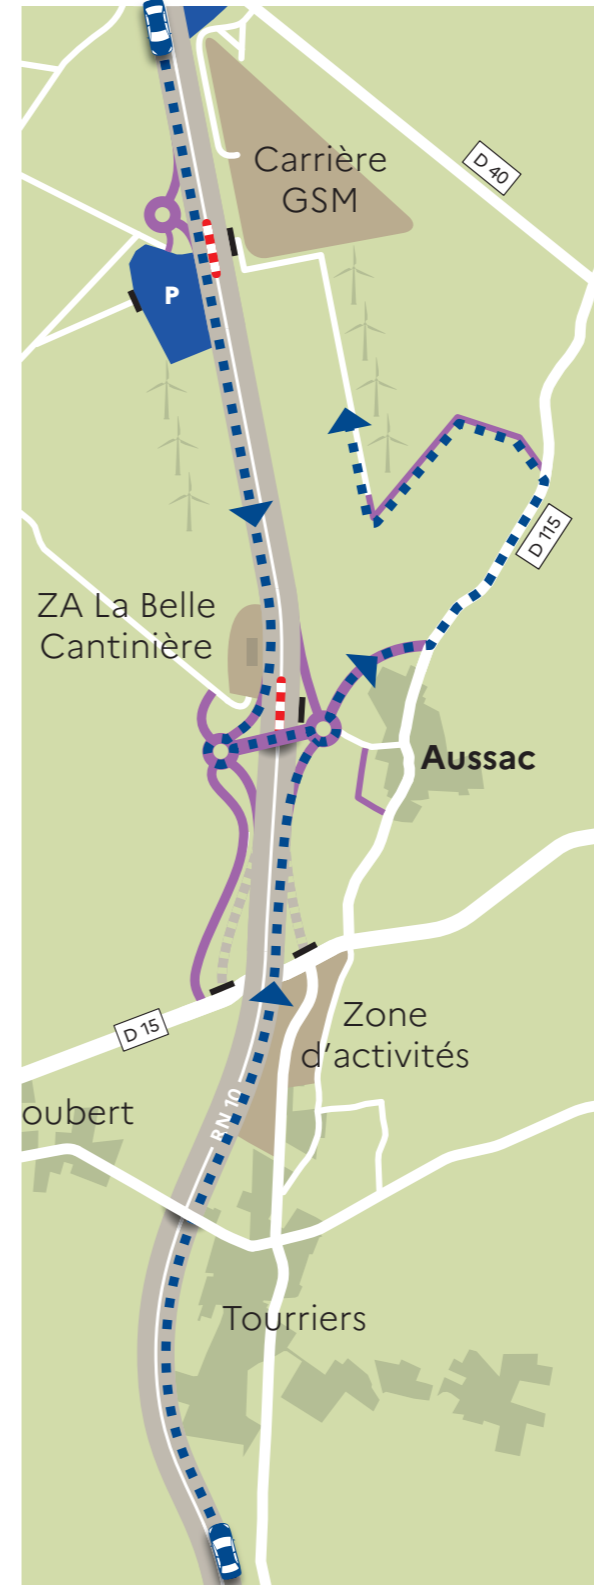 Carrière
GSM
D 40
P
D 115
ZA La Belle
Cantinière
Aussac
D 15
Zone
d'activités
oubert
RN 10
Tourriers